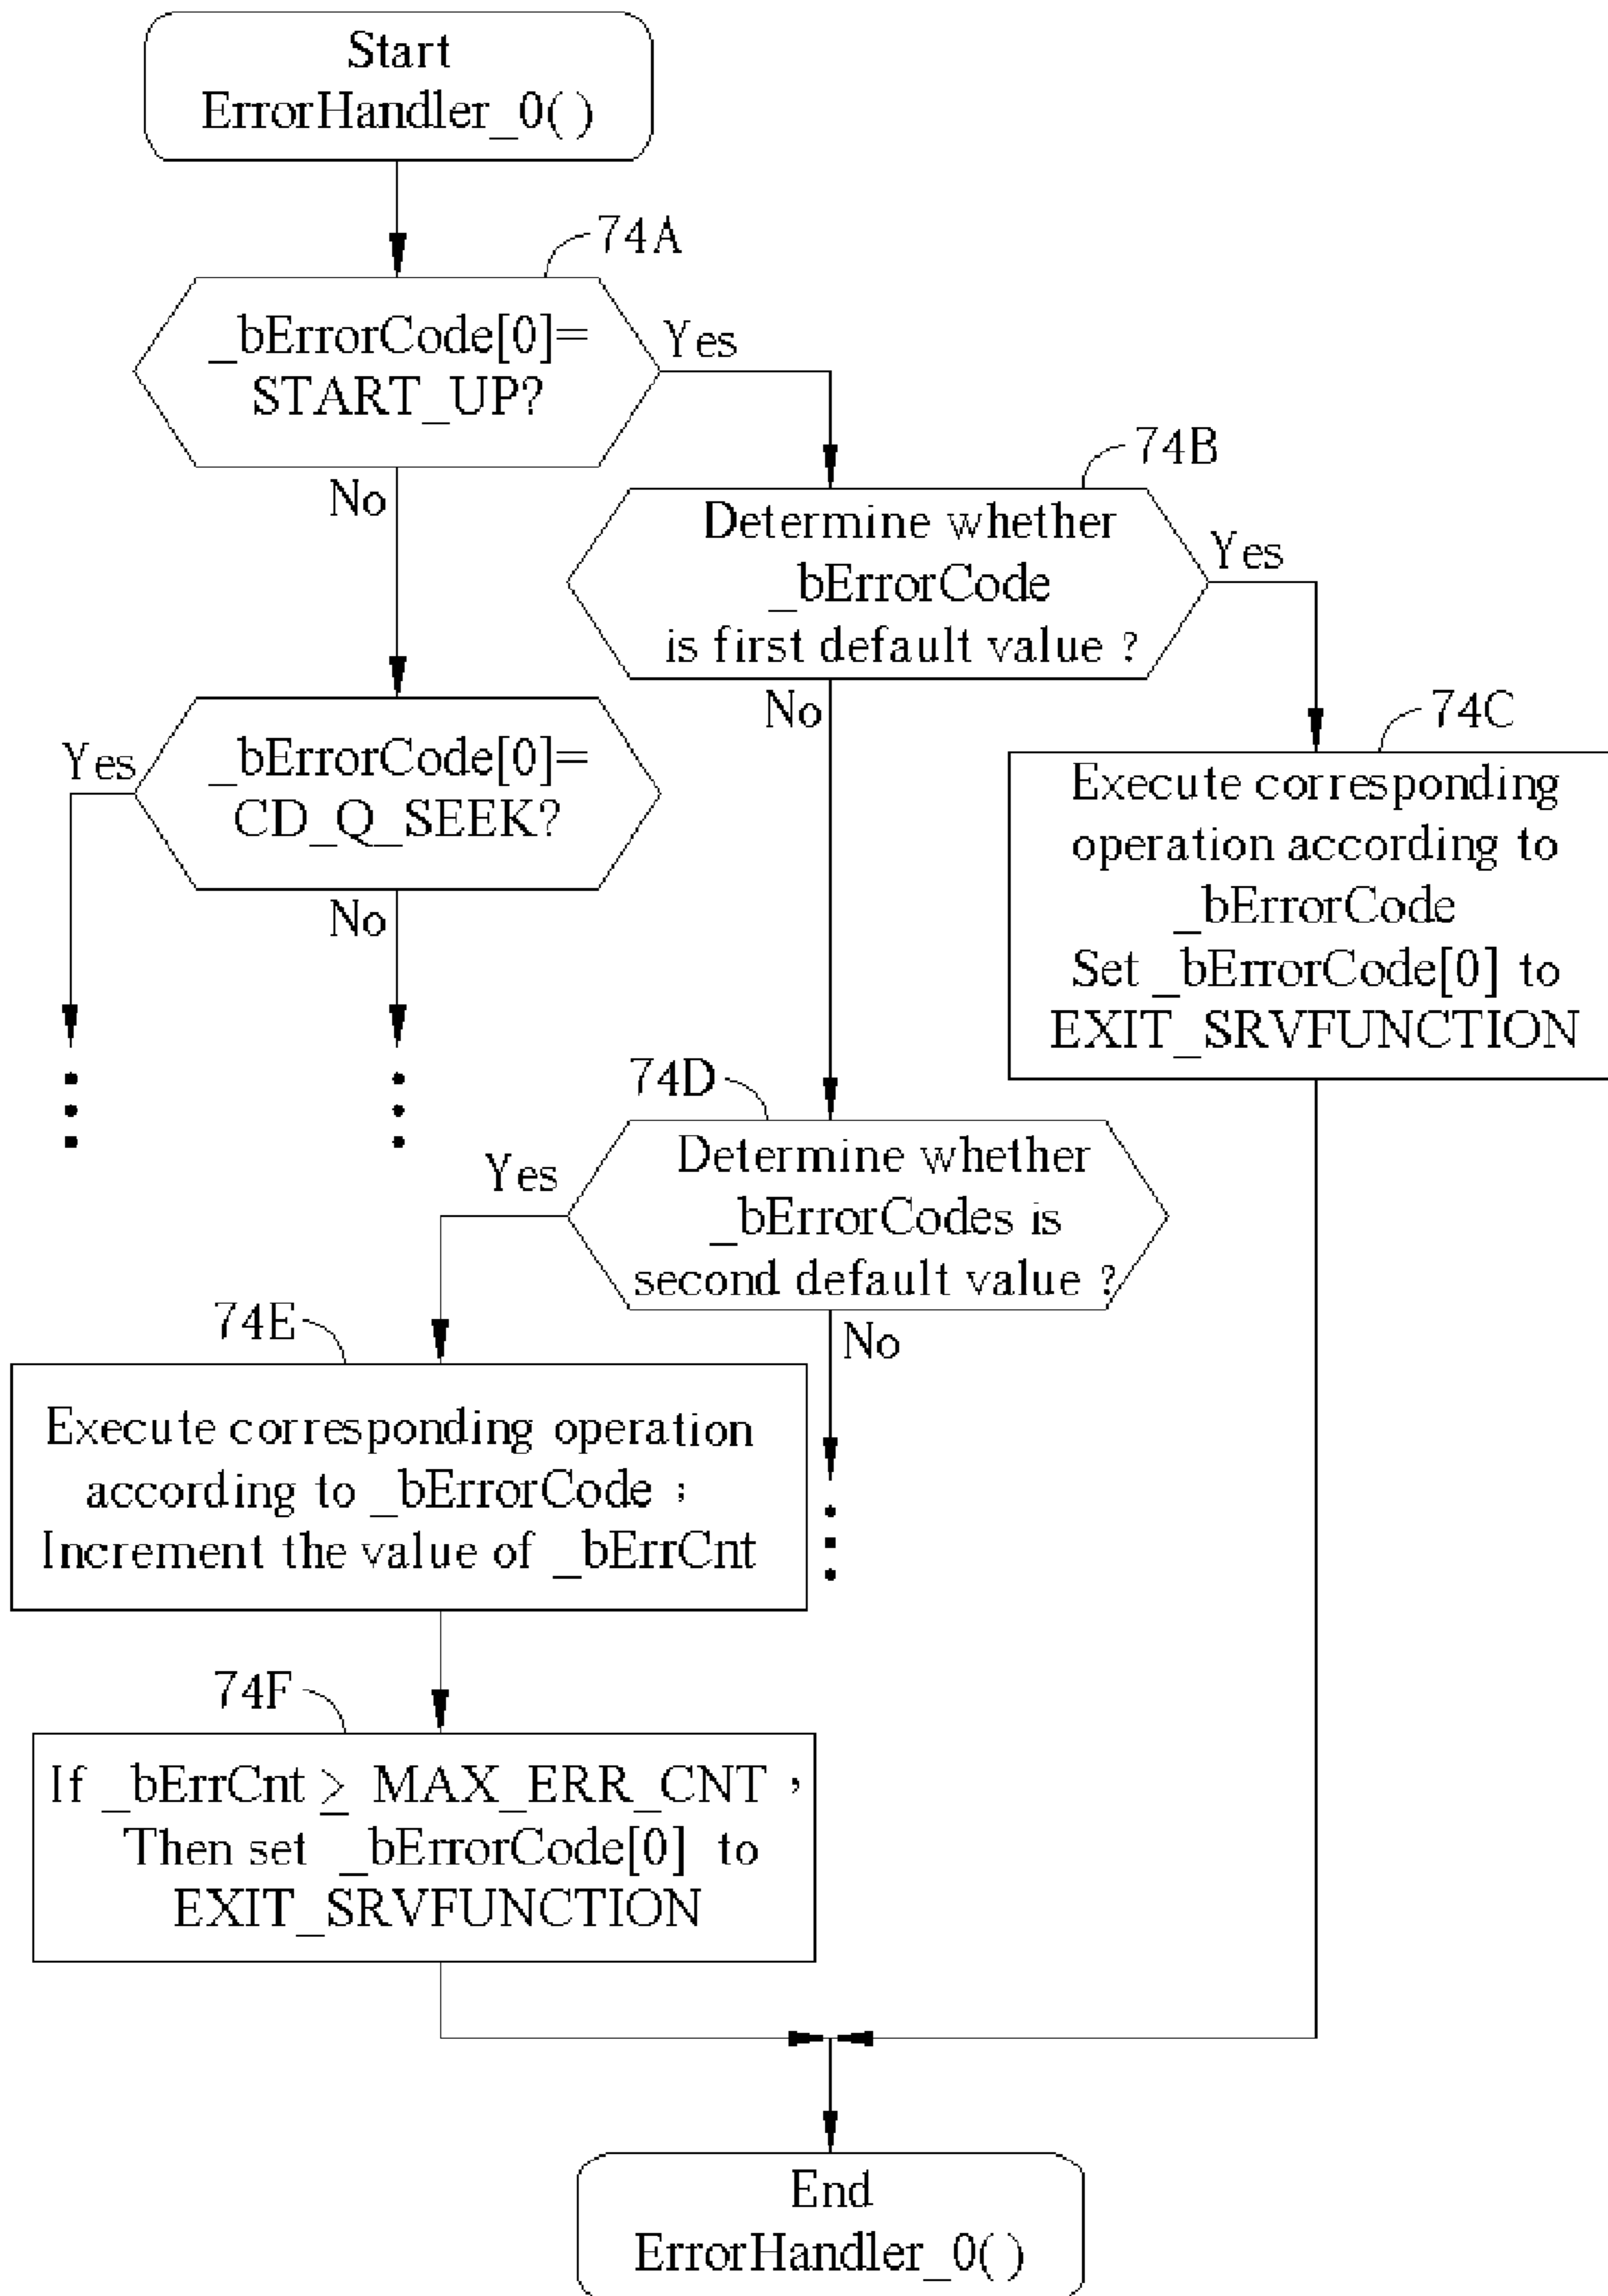 Start
ErrorHandler_0( )
74A
_bErrorCode[0]=
START_UP?
Yes
No
74B
Determine whether
_bErrorCode
is first default value ?
Yes
No
74C
Execute corresponding
operation according to
_bErrorCode
Set _bErrorCode[0] to
EXIT_SRVFUNCTION
Yes
_bErrorCode[0]=
CD_Q_SEEK?
No
74D
Determine whether
_bErrorCodes is
second default value ?
Yes
No
74E
Execute corresponding operation
according to _bErrorCode ;
Increment the value of _bErrCnt
74F
If _bErrCnt ≥ MAX_ERR_CNT ,
Then set _bErrorCode[0] to
EXIT_SRVFUNCTION
End
ErrorHandler_0( )